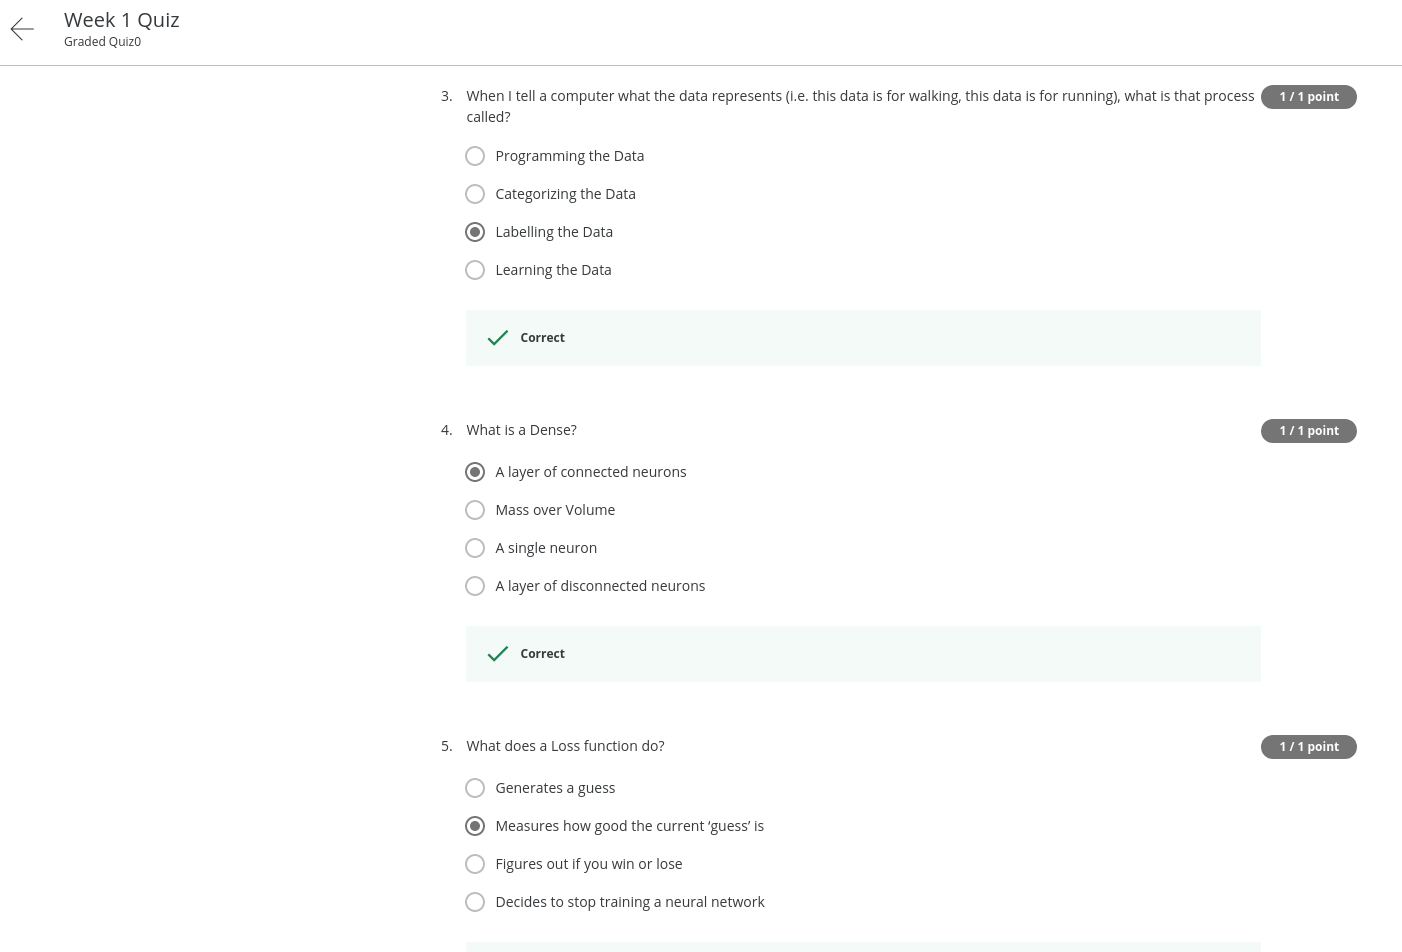 Week 1 Quiz
Graded Quiz0
3. When I tell a computer what the data represents (i.e. this data is for walking, this data is for running), what is that process
called?
1 / 1 point
Programming the Data
Categorizing the Data
Labelling the Data
Learning the Data
Correct
4. What is a Dense?
1 / 1 point
A layer of connected neurons
Mass over Volume
A single neuron
A layer of disconnected neurons
Correct
5. What does a Loss function do?
1 / 1 point
Generates a guess
Measures how good the current ‘guess’ is
Figures out if you win or lose
Decides to stop training a neural network